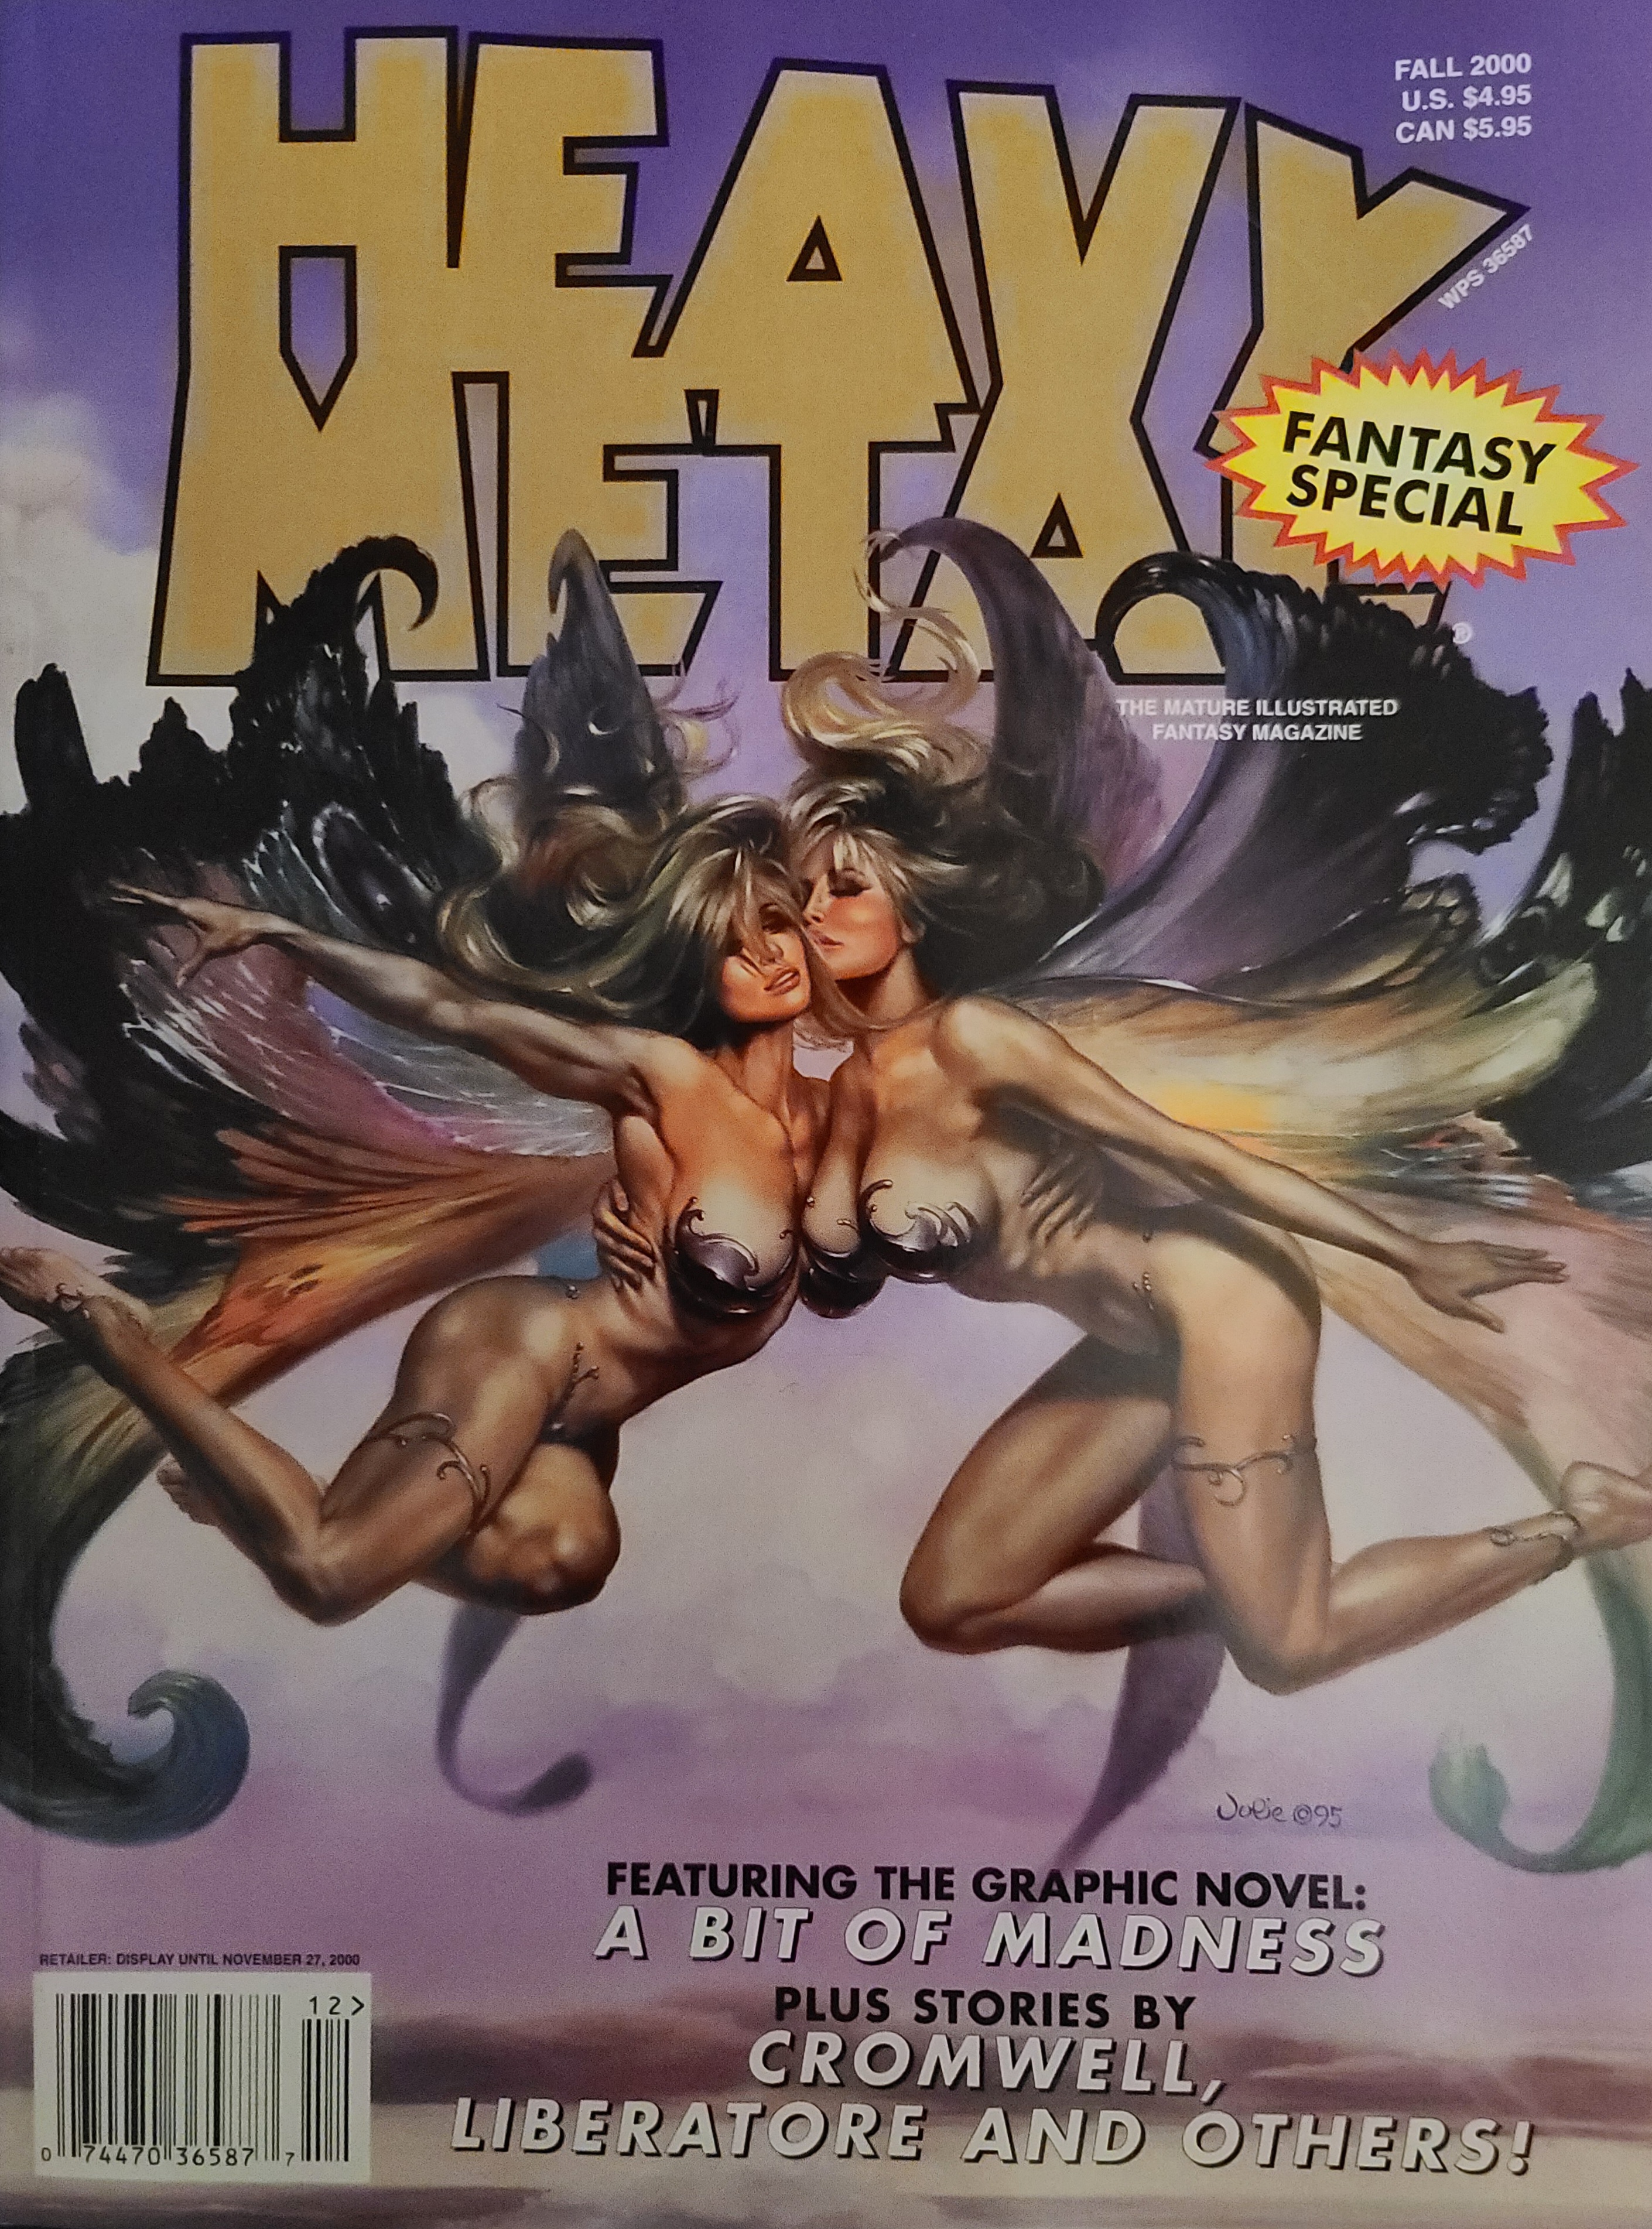 HEAVY
METAL
FALL 2000
U.S. $4.95
CAN $5.95
WPS 36587
FANTASY
SPECIAL
®
THE MATURE ILLUSTRATED
FANTASY MAGAZINE
Julie ©95
FEATURING THE GRAPHIC NOVEL:
A BIT OF MADNESS
PLUS STORIES BY
CROMWELL,
LIBERATORE AND OTHERS!
RETAILER: DISPLAY UNTIL NOVEMBER 27, 2000
12>
0 74470 36587 7